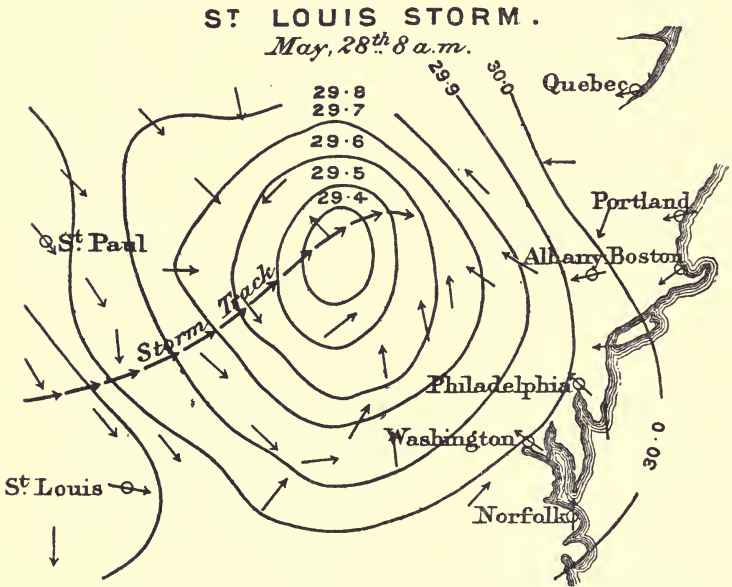 ST LOUIS STORM.
May, 28th 8 a.m.
29·8
29·7
29·6
29·5
29·4
29·9
30·0
Quebec
Portland
St. Paul
Albany Boston
Storm Track
Philadelphia
Washington
30·0
St. Louis
Norfolk